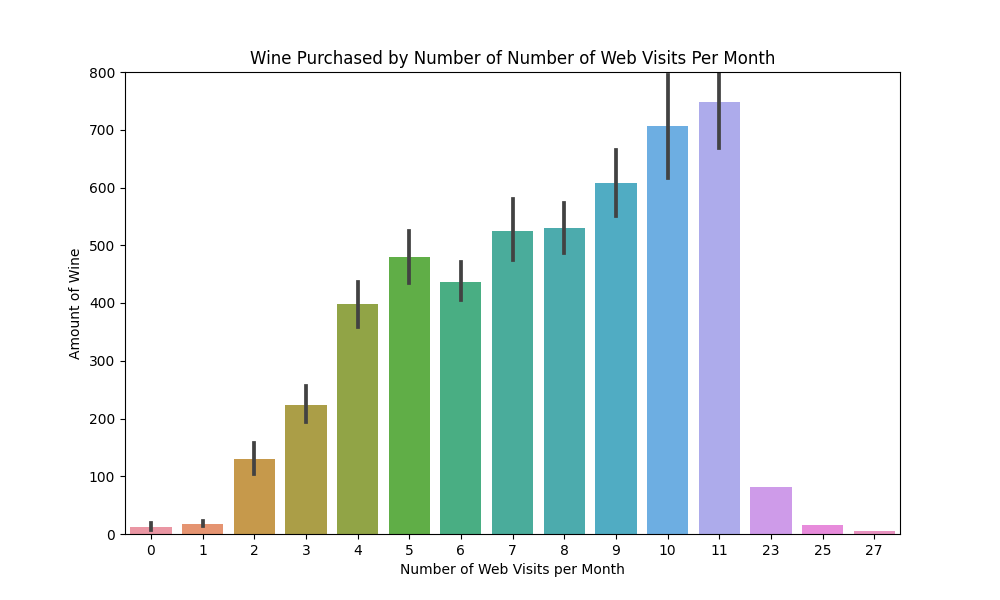 Wine Purchased by Number of Number of Web Visits Per Month
800
700
600
500
400
300
200
100
0
Amount of Wine
0 1 2 3 4 5 6 7 8 9 10 11 23 25 27
Number of Web Visits per Month